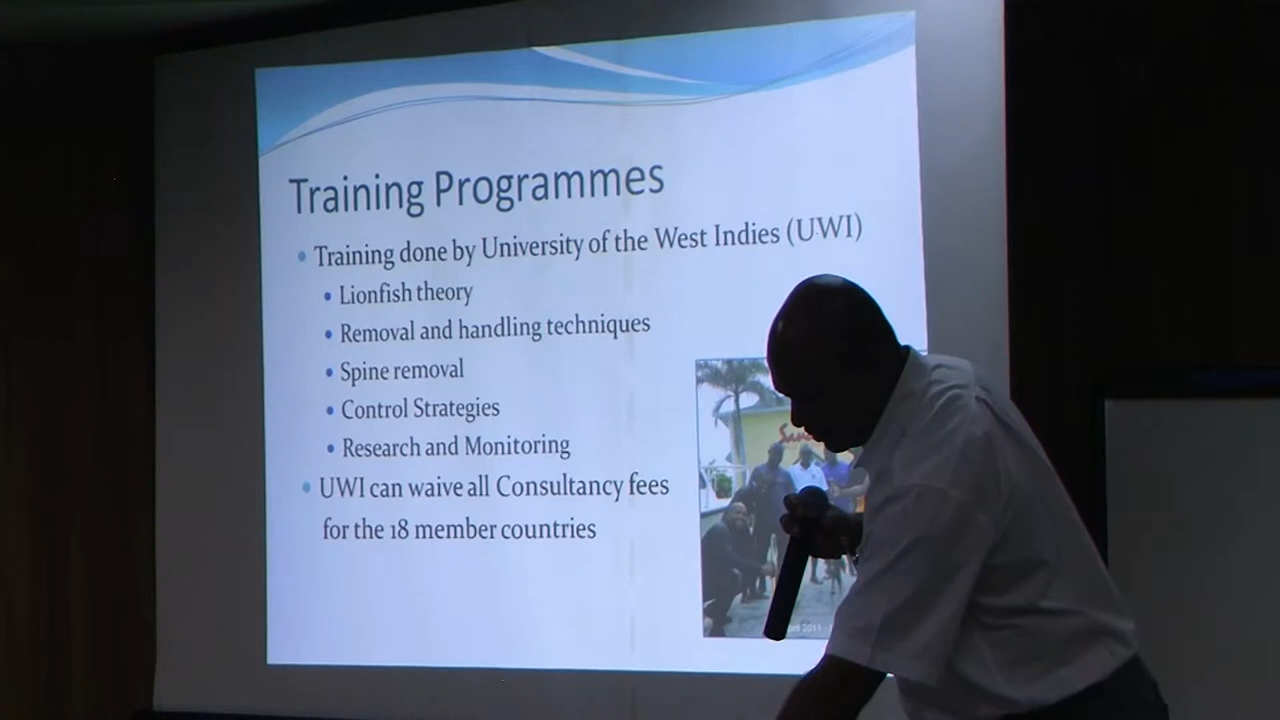 Training Programmes
• Training done by University of the West Indies (UWI)
• Lionfish theory
• Removal and handling techniques
• Spine removal
• Control Strategies
• Research and Monitoring
• UWI can waive all Consultancy fees
for the 18 member countries
2011